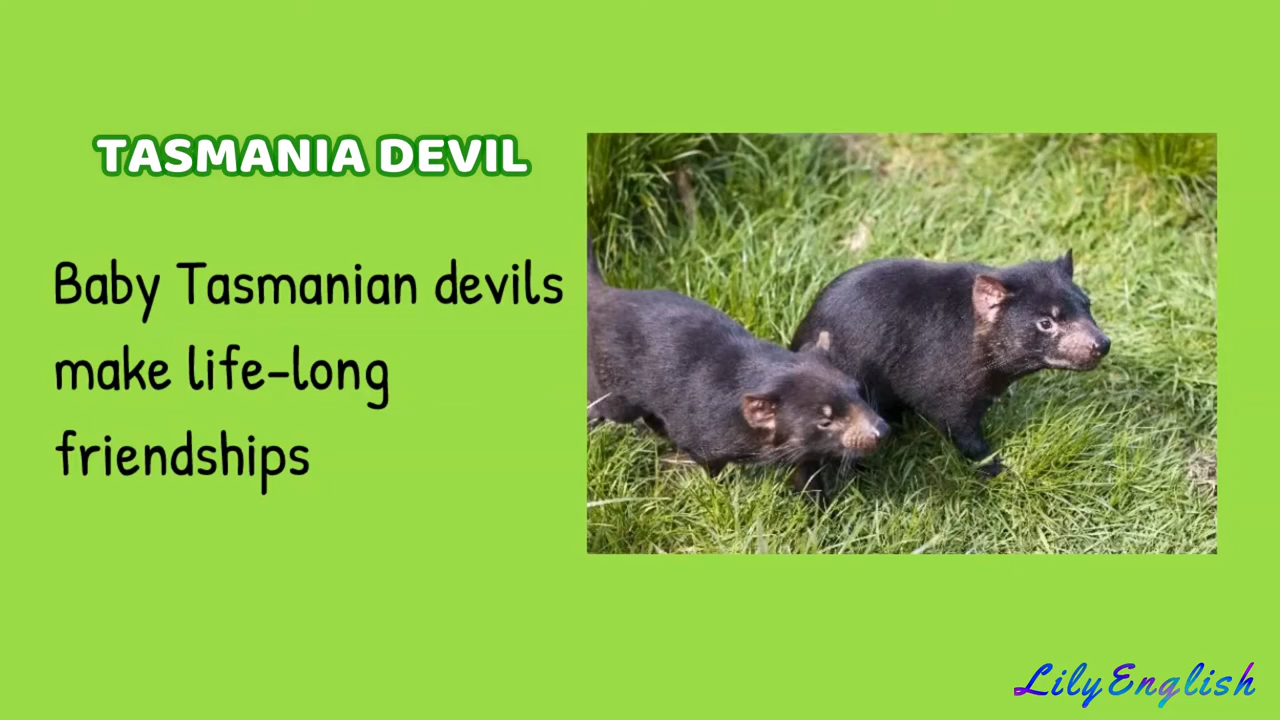 TASMANIA DEVIL
Baby Tasmanian devils
make life-long
friendships
LilyEnglish